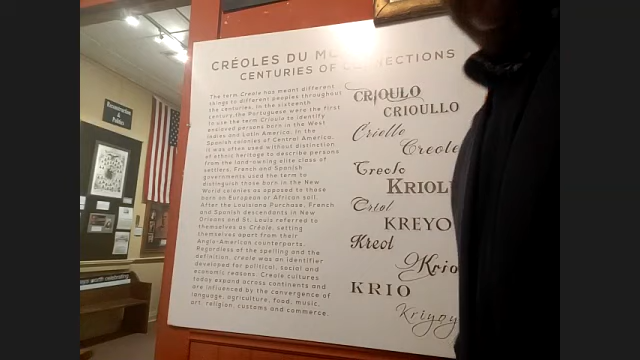 CRÉOLES DU
CENTURIES OF CONNECTIONS
The term Creole has meant different
things to different peoples throughout
the centuries. In the sixteenth
century, the Portuguese were the first
to use the term Crioulo to identify
enslaved persons born in the West
Indies and Latin America. In the
Spanish colonies of Central America,
it was often used without distinction
of ethnic heritage to describe persons
from the land-owning elite class of
settlers. French and Spanish
governments used the term to
distinguish those born in the New
World colonies as opposed to those
born on European or African soil.
After the Louisiana Purchase, French
and Spanish descendants in New
Orleans and St. Louis referred to
themselves as Créole, setting
themselves apart from their
Anglo-American counterparts.
Regardless of the spelling and the
definition, creole was an identifier
developed for political, social and
economic reasons. Creole cultures
today expand across continents and
are influenced by the convergence of
language, agriculture, food, music,
art, religion, customs and commerce.
CRIOULO
CRIOULLO
Criollo
Creole
Creolo
KRIOL
Criol
KREYO
Kreol
Krio
KRIO
Kriyoy
Reconstruction
&
Politics